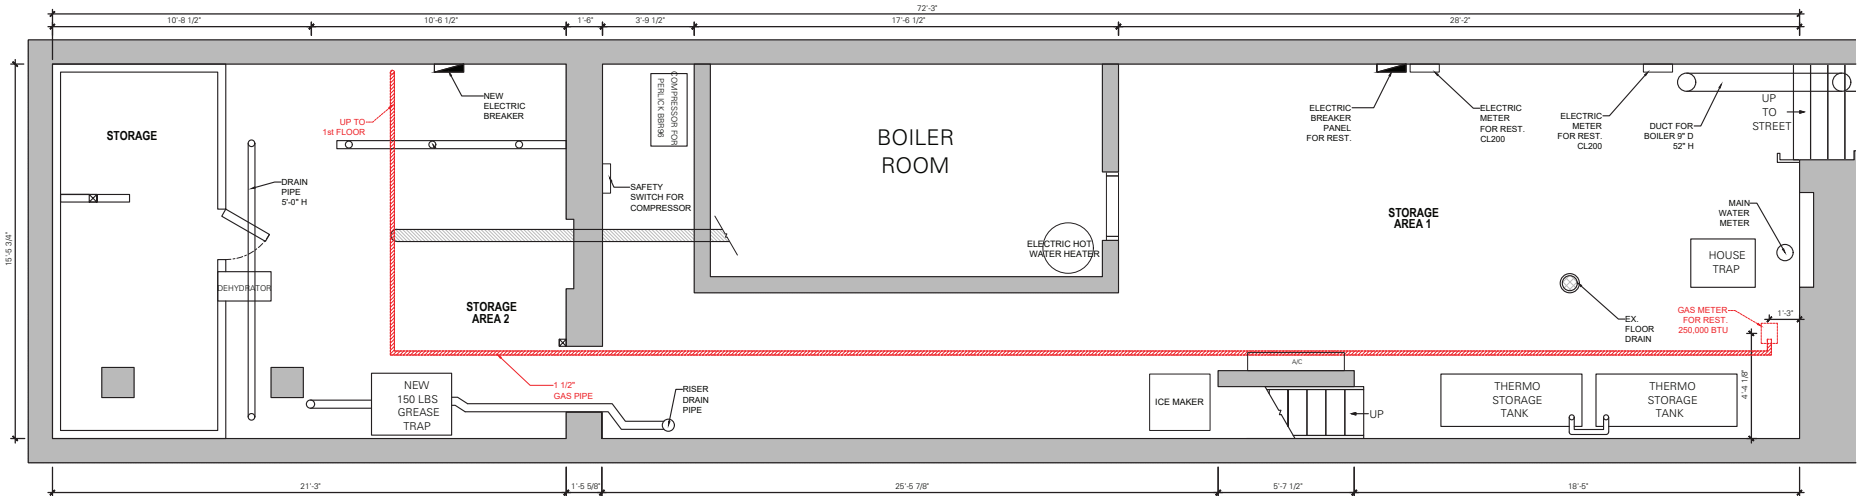 72'-3"
10'-8 1/2"
10'-6 1/2"
1'-6"
3'-9 1/2"
17'-6 1/2"
28'-2"
15'-5 3/4"
STORAGE
DRAIN
PIPE
5'-0" H
DEHYDRATOR
UP TO
1st FLOOR
NEW
ELECTRIC
BREAKER
STORAGE
AREA 2
1 1/2"
GAS PIPE
NEW
150 LBS
GREASE
TRAP
COMPRESSOR FOR
PERLICK BBR96
SAFETY
SWITCH FOR
COMPRESSOR
RISER
DRAIN
PIPE
BOILER
ROOM
ELECTRIC HOT
WATER HEATER
ELECTRIC
BREAKER
PANEL
FOR REST.
ELECTRIC
METER
FOR REST.
CL200
ELECTRIC
METER
FOR REST.
CL200
DUCT FOR
BOILER 9" D
52" H
UP
TO
STREET
STORAGE
AREA 1
MAIN
WATER
METER
HOUSE
TRAP
EX.
FLOOR
DRAIN
GAS METER
FOR REST.
250,000 BTU
1'-3"
4'-4 1/8"
A/C
ICE MAKER
UP
THERMO
STORAGE
TANK
THERMO
STORAGE
TANK
21'-3"
1'-5 5/8"
25'-5 7/8"
5'-7 1/2"
18'-5"